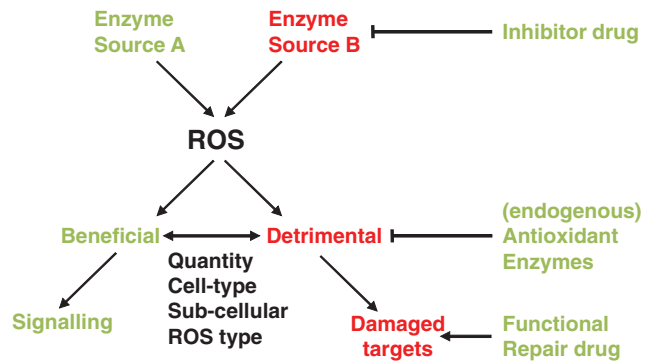 Enzyme
Source A
Enzyme
Source B
Inhibitor drug
ROS
Beneficial
Detrimental
(endogenous)
Antioxidant
Enzymes
Quantity
Cell-type
Sub-cellular
ROS type
Signalling
Damaged
targets
Functional
Repair drug